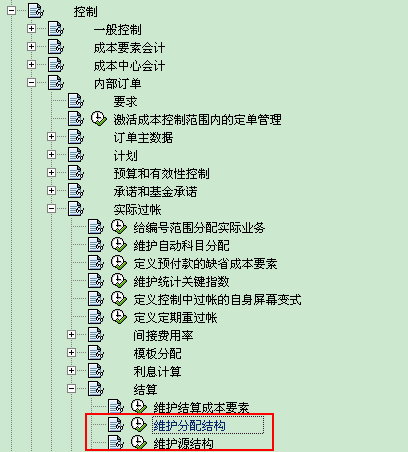 控制
一般控制
成本要素会计
成本中心会计
内部订单
要求
激活成本控制范围内的定单管理
订单主数据
计划
预算和有效性控制
承诺和基金承诺
实际过帐
给编号范围分配实际业务
维护自动科目分配
定义预付款的缺省成本要素
维护统计关键指数
定义控制中过帐的自身屏幕变式
定义定期重过帐
间接费用率
模板分配
利息计算
结算
维护结算成本要素
维护分配结构
维护源结构